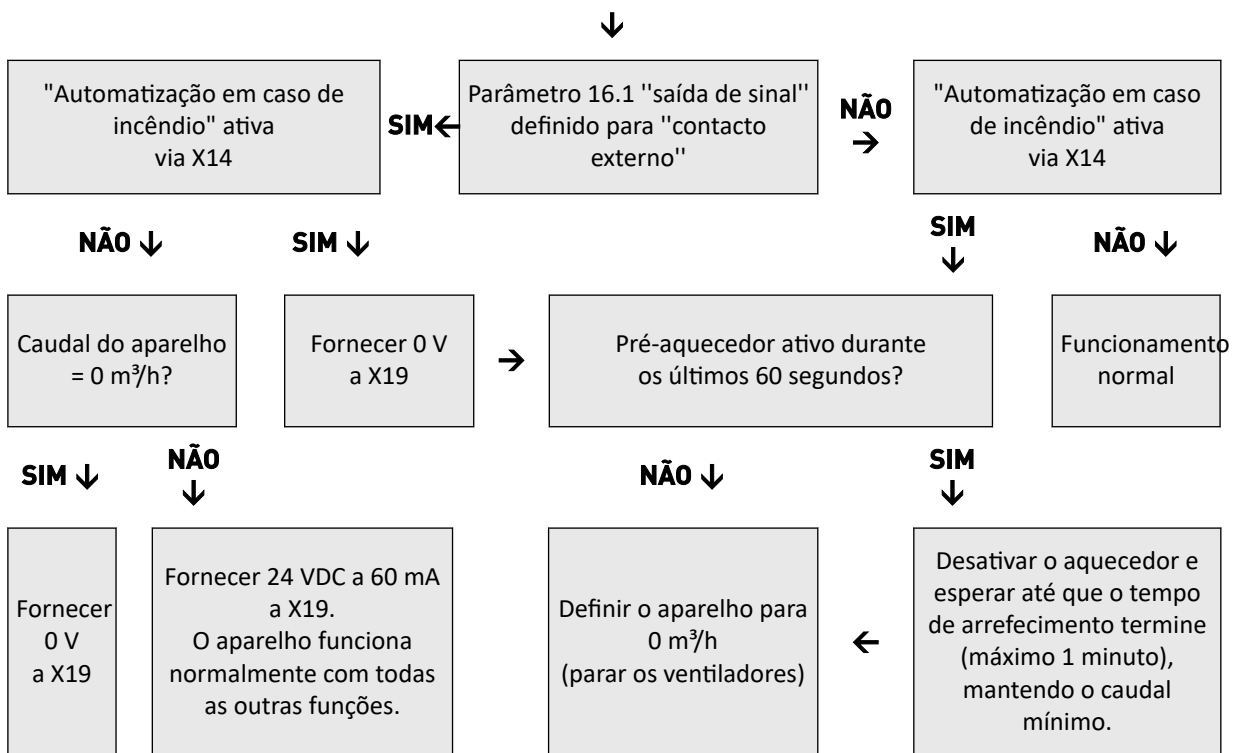 "Automatização em caso de
incêndio" ativa
via X14
SIM
Parâmetro 16.1 ''saída de sinal''
definido para ''contacto
externo''
NÃO
"Automatização em caso
de incêndio" ativa
via X14
NÃO
SIM
SIM
NÃO
Caudal do aparelho
= 0 m³/h?
Fornecer 0 V
a X19
Pré-aquecedor ativo durante
os últimos 60 segundos?
Funcionamento
normal
SIM
NÃO
NÃO
SIM
Fornecer
0 V
a X19
Fornecer 24 VDC a 60 mA
a X19.
O aparelho funciona
normalmente com todas
as outras funções.
Definir o aparelho para
0 m³/h
(parar os ventiladores)
Desativar o aquecedor e
esperar até que o tempo
de arrefecimento termine
(máximo 1 minuto),
mantendo o caudal
mínimo.